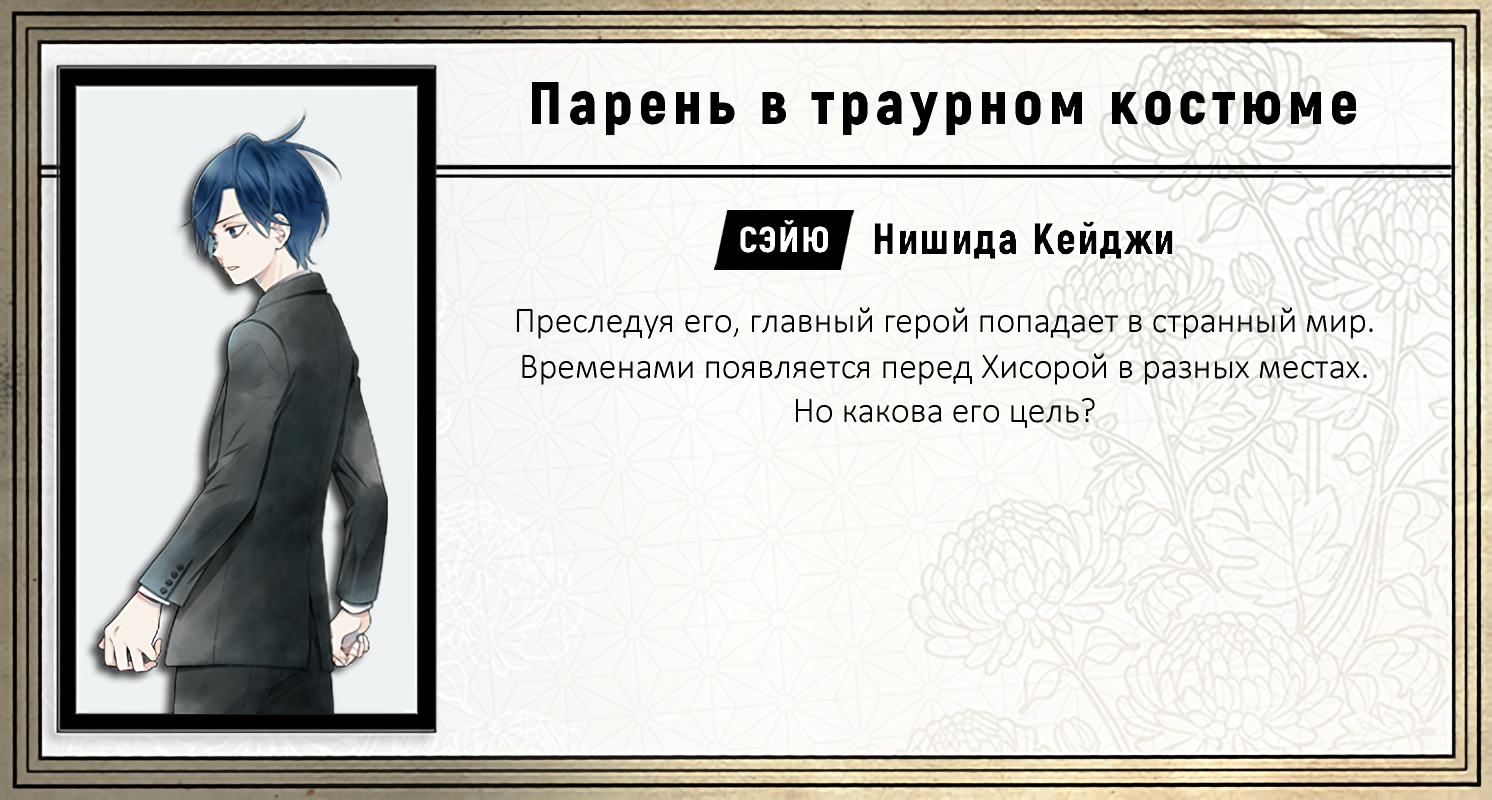 Парень в траурном костюме
СЭЙЮ Нишида Кейджи
Преследуя его, главный герой попадает в странный мир.
Временами появляется перед Хисорой в разных местах.
Но какова его цель?